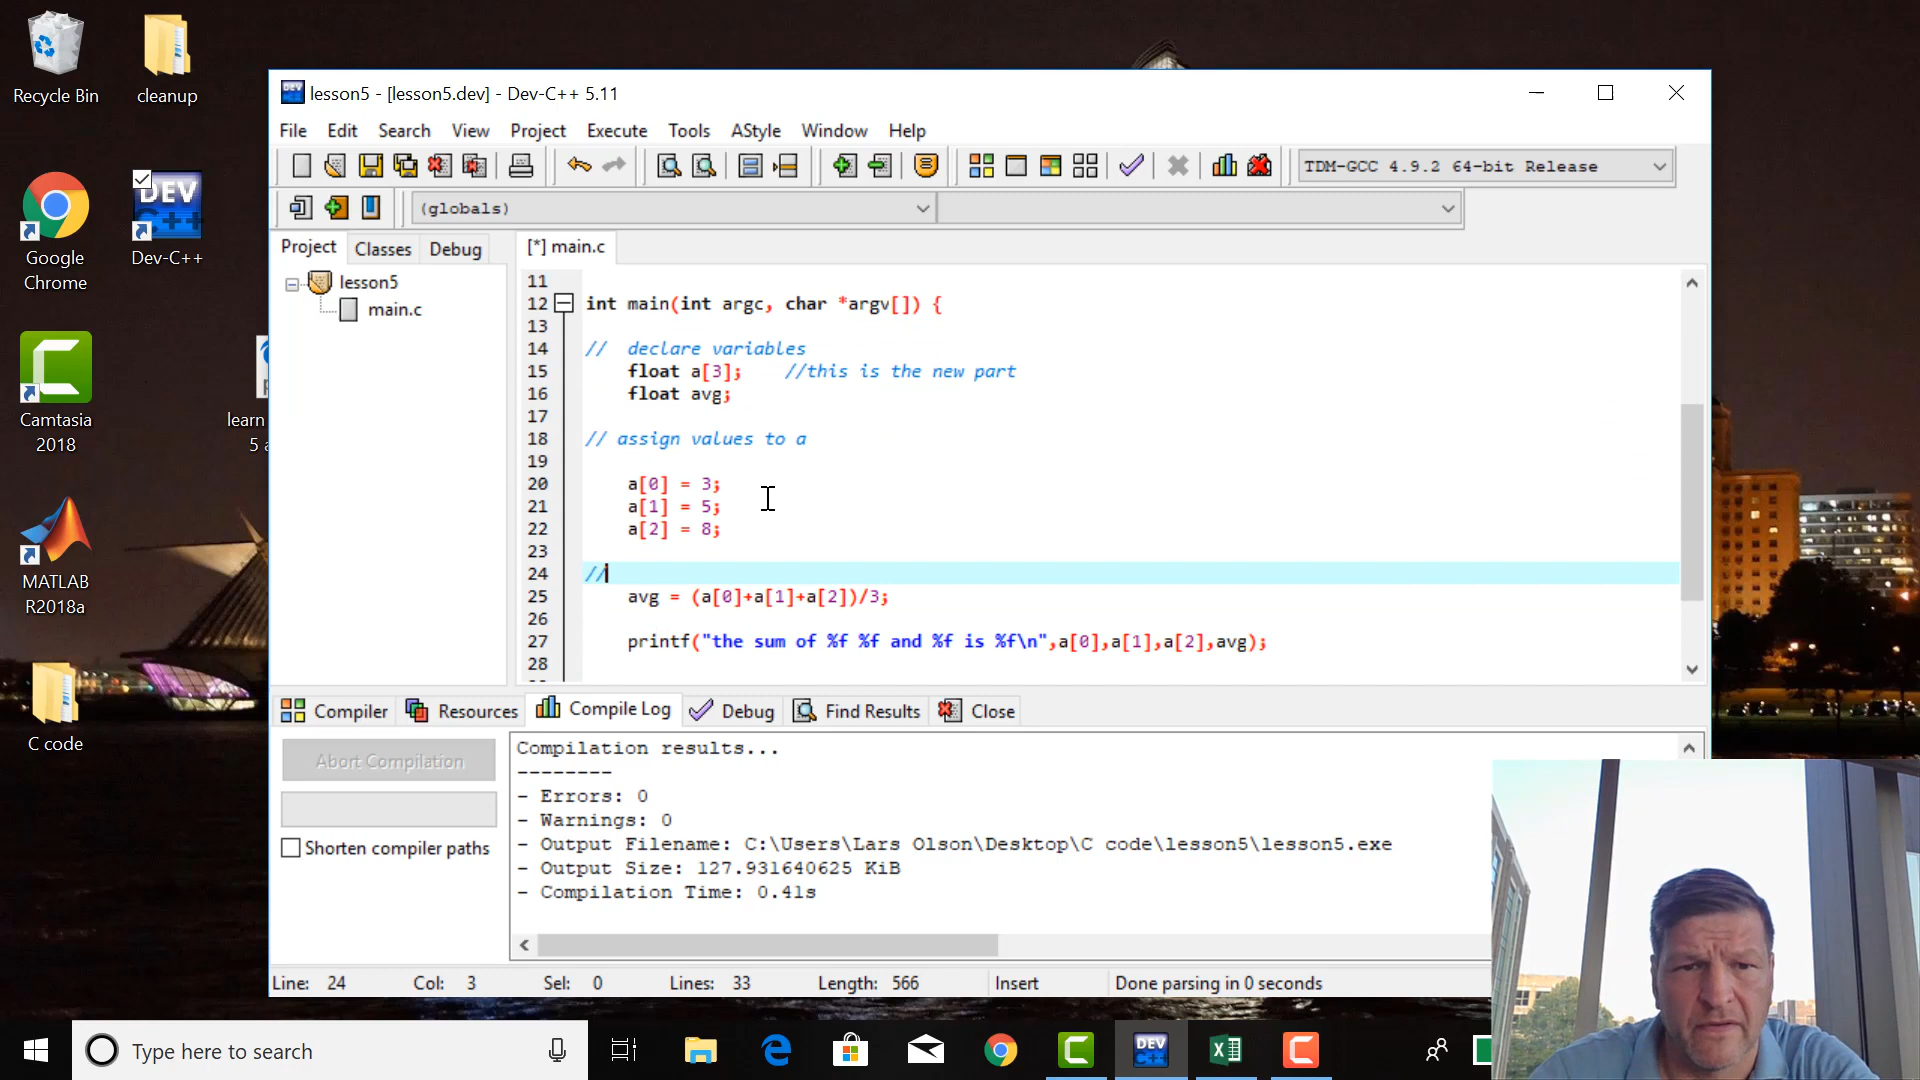 Recycle Bin
cleanup
Google
Chrome
DEV
C++
Dev-C++
Camtasia
2018
learn
5 a
MATLAB
R2018a
C code
lesson5 - [lesson5.dev] - Dev-C++ 5.11
File Edit Search View Project Execute Tools AStyle Window Help
TDM-GCC 4.9.2 64-bit Release
(globals)
Project Classes Debug
[*] main.c
lesson5
main.c
11
12 int main(int argc, char *argv[]) {
13
14 // declare variables
15 float a[3]; //this is the new part
16 float avg;
17
18 // assign values to a
19
20 a[0] = 3;
21 a[1] = 5;
22 a[2] = 8;
23
24 //
25 avg = (a[0]+a[1]+a[2])/3;
26
27 printf("the sum of %f %f and %f is %f\n",a[0],a[1],a[2],avg);
28
Compiler Resources Compile Log Debug Find Results Close
Abort Compilation
Shorten compiler paths
Compilation results...
--------
- Errors: 0
- Warnings: 0
- Output Filename: C:\Users\Lars Olson\Desktop\C code\lesson5\lesson5.exe
- Output Size: 127.931640625 KiB
- Compilation Time: 0.41s
Line: 24 Col: 3 Sel: 0 Lines: 33 Length: 566 Insert Done parsing in 0 seconds
Type here to search